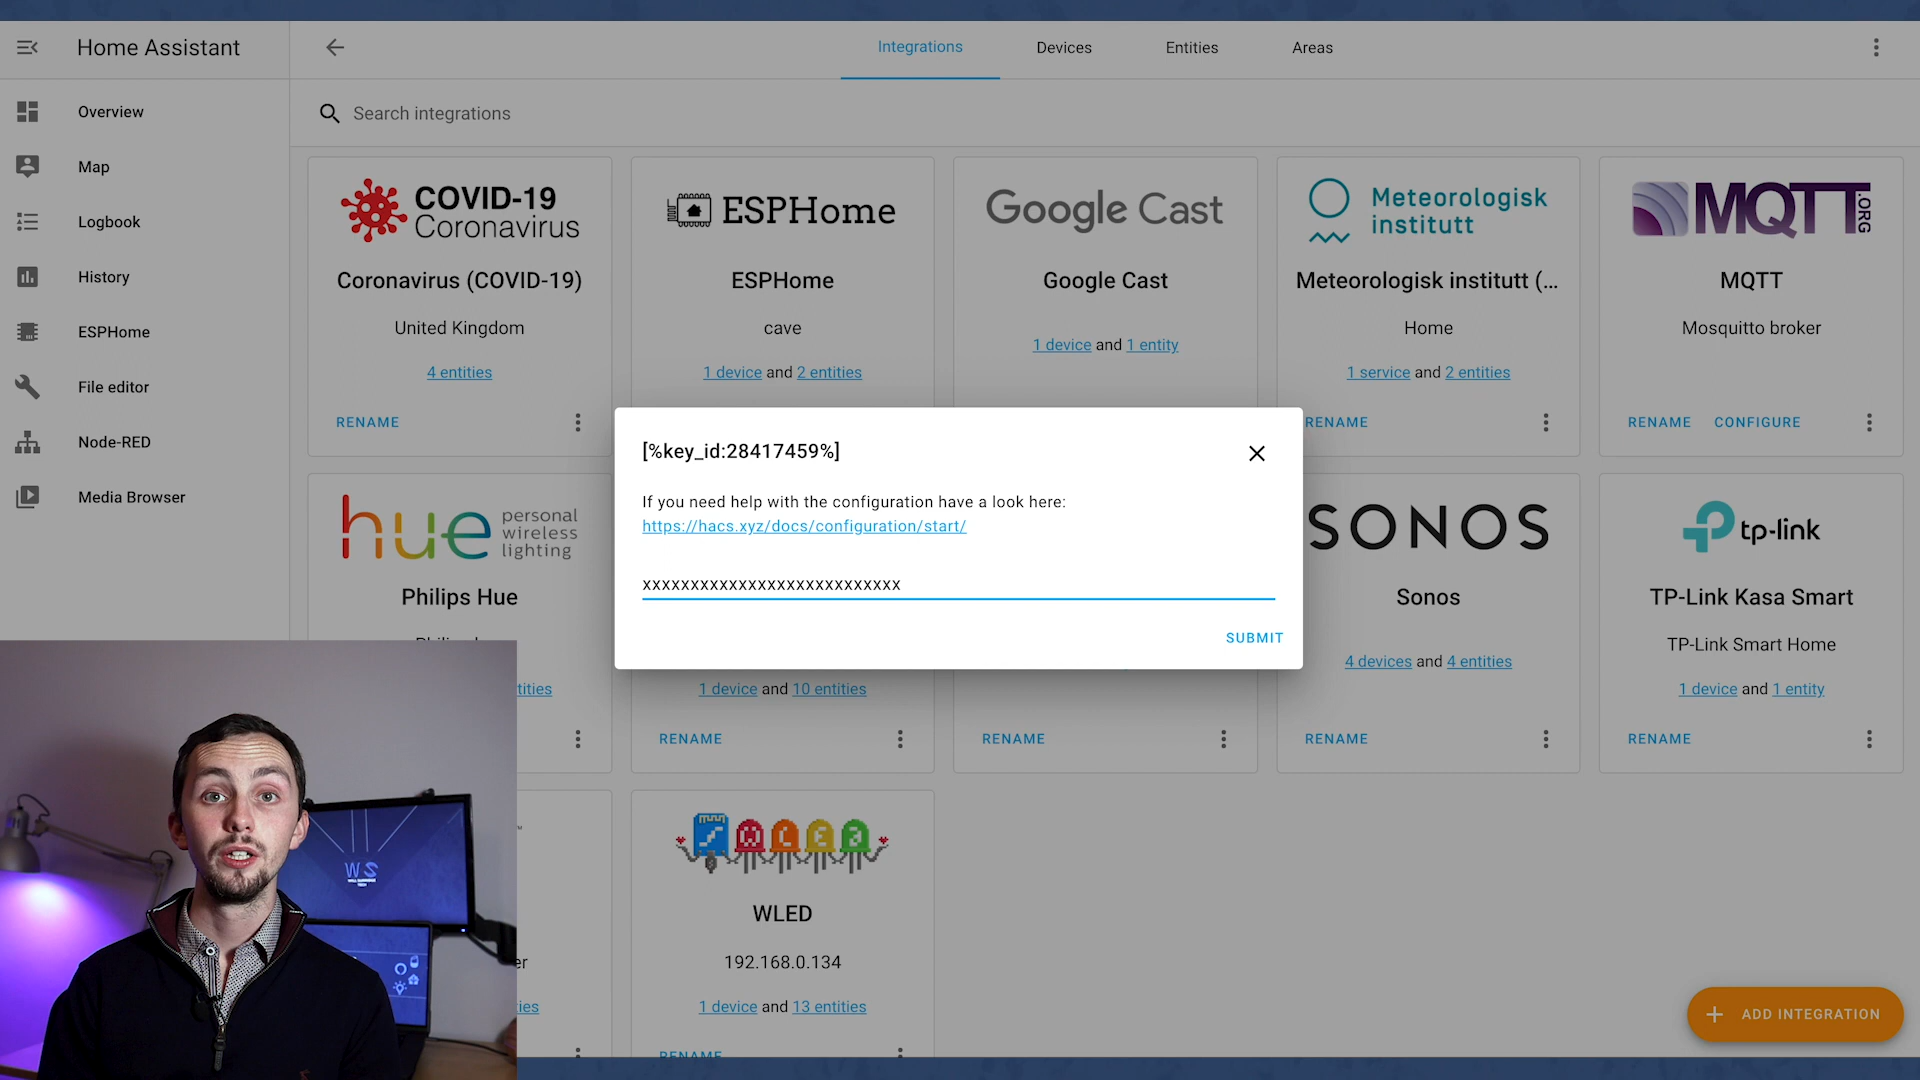 Home Assistant
Integrations
Devices
Entities
Areas
Overview
Map
Logbook
History
ESPHome
File editor
Node-RED
Media Browser
Search integrations
COVID-19
Coronavirus
Coronavirus (COVID-19)
United Kingdom
4 entities
RENAME
ESPHome
ESPHome
cave
1 device and 2 entities
Google Cast
Google Cast
1 device and 1 entity
Meteorologisk
institutt
Meteorologisk institutt (...
Home
1 service and 2 entities
RENAME
MQTT.ORG
MQTT
Mosquitto broker
RENAME CONFIGURE
[%key_id:28417459%]
If you need help with the configuration have a look here:
https://hacs.xyz/docs/configuration/start/
xxxxxxxxxxxxxxxxxxxxxxxxxxx
SUBMIT
hue personal
wireless
lighting
Philips Hue
1 device and 10 entities
RENAME
RENAME
SONOS
Sonos
4 devices and 4 entities
RENAME
tp-link
TP-Link Kasa Smart
TP-Link Smart Home
1 device and 1 entity
RENAME
WS
WLED
WLED
192.168.0.134
1 device and 13 entities
RENAME
ADD INTEGRATION